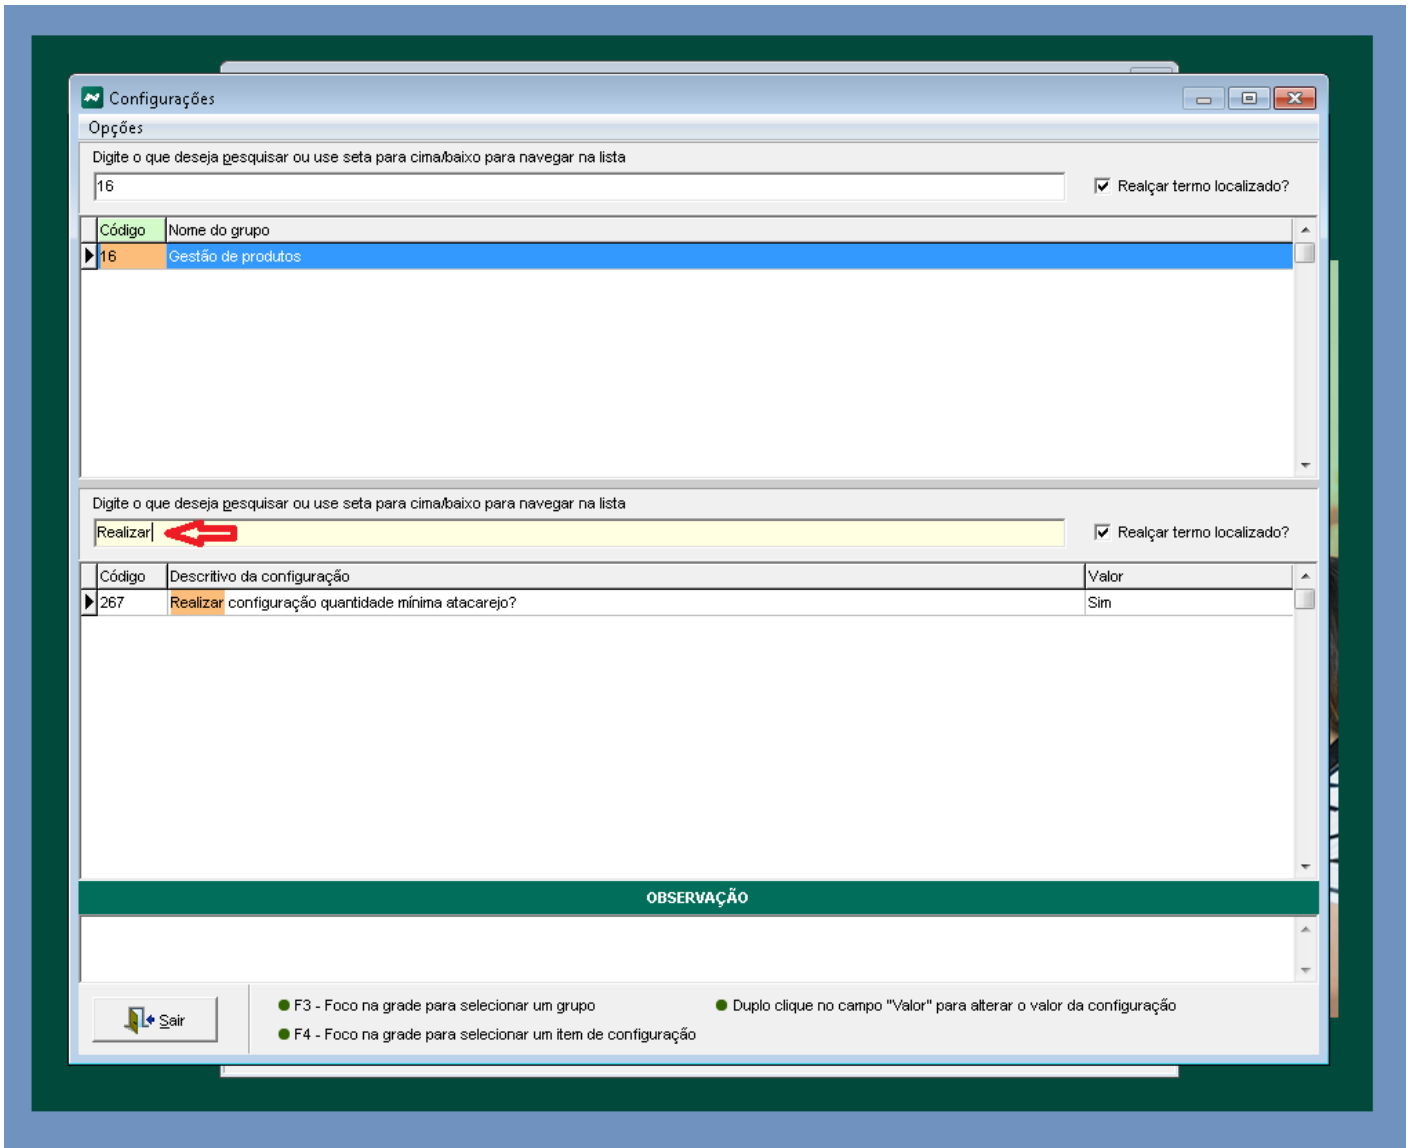 Configurações
Opções
Digite o que deseja pesquisar ou use seta para cima/baixo para navegar na lista
16
Realçar termo localizado?
Código Nome do grupo
16 Gestão de produtos
Digite o que deseja pesquisar ou use seta para cima/baixo para navegar na lista
Realizar
Realçar termo localizado?
Código Descritivo da configuração Valor
267 Realizar configuração quantidade mínima atacarejo? Sim
OBSERVAÇÃO
Sair
F3 - Foco na grade para selecionar um grupo
Duplo clique no campo "Valor" para alterar o valor da configuração
F4 - Foco na grade para selecionar um item de configuração